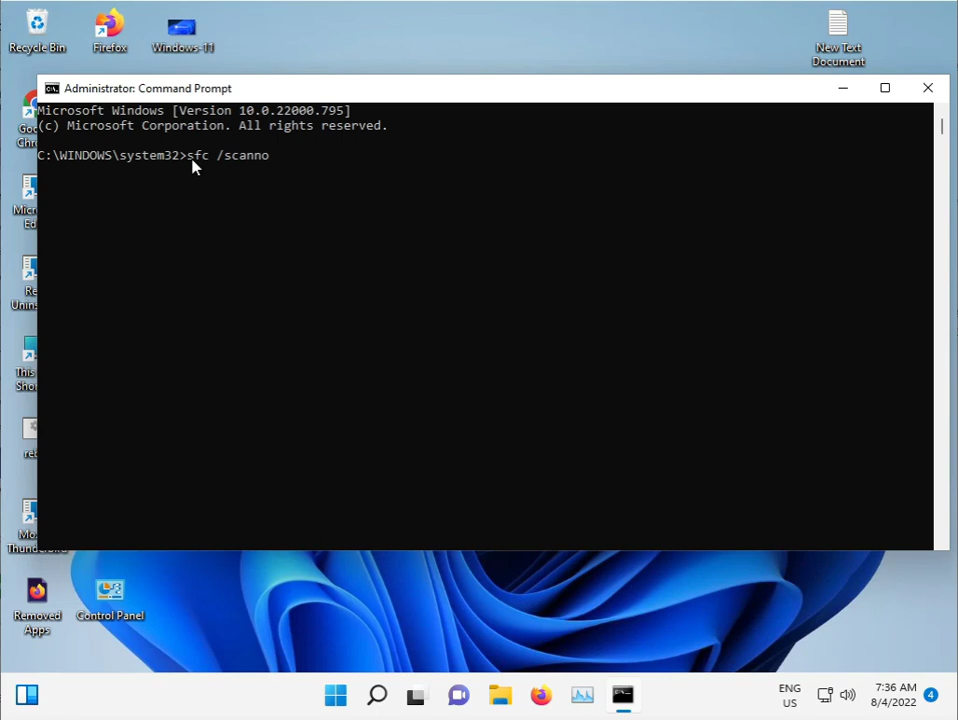 Recycle Bin
Firefox
Windows-11
New Text
Document
Administrator: Command Prompt
Microsoft Windows [Version 10.0.22000.795]
(c) Microsoft Corporation. All rights reserved.
C:\WINDOWS\system32>sfc /scanno
Removed
Apps
Control Panel
ENG
US
7:36 AM
8/4/2022
4